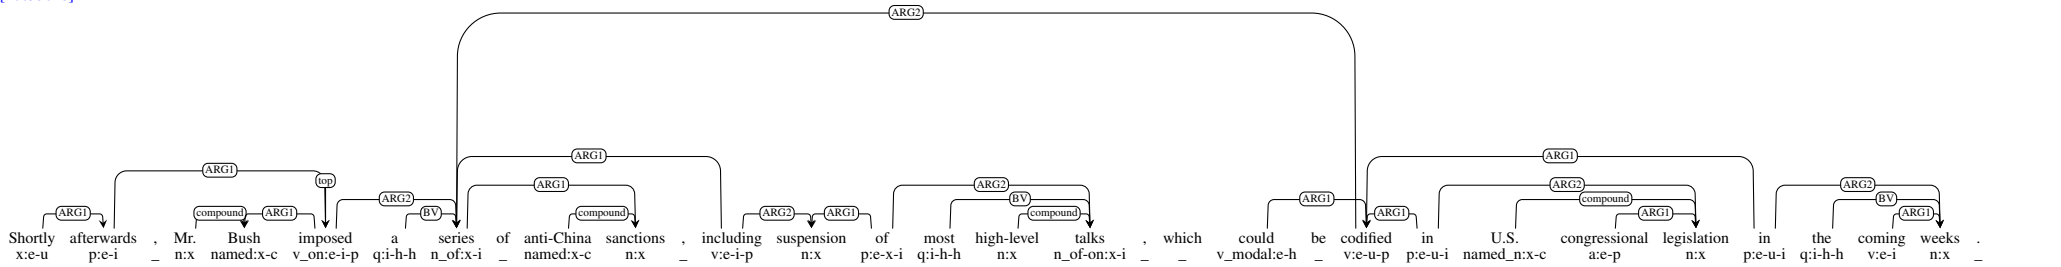 ARG2
ARG1 ARG1
ARG1 top ARG1 ARG2 ARG2 ARG2
ARG2 BV ARG1 compound BV
ARG1 compound ARG1 BV compound ARG2 ARG1 compound ARG1 ARG1 ARG1
Shortly afterwards , Mr. Bush imposed a series of anti-China sanctions , including suspension of most high-level talks , which could be codified in U.S. congressional legislation in the coming weeks .
x:e-u p:e-i _ n:x named:x-c v_on:e-i-p q:i-h-h n_of:x-i _ named:x-c n:x _ v:e-i-p n:x p:e-x-i q:i-h-h n:x n_of-on:x-i _ _ v_modal:e-h _ v:e-u-p p:e-u-i named_n:x-c a:e-p n:x p:e-u-i q:i-h-h v:e-i n:x _